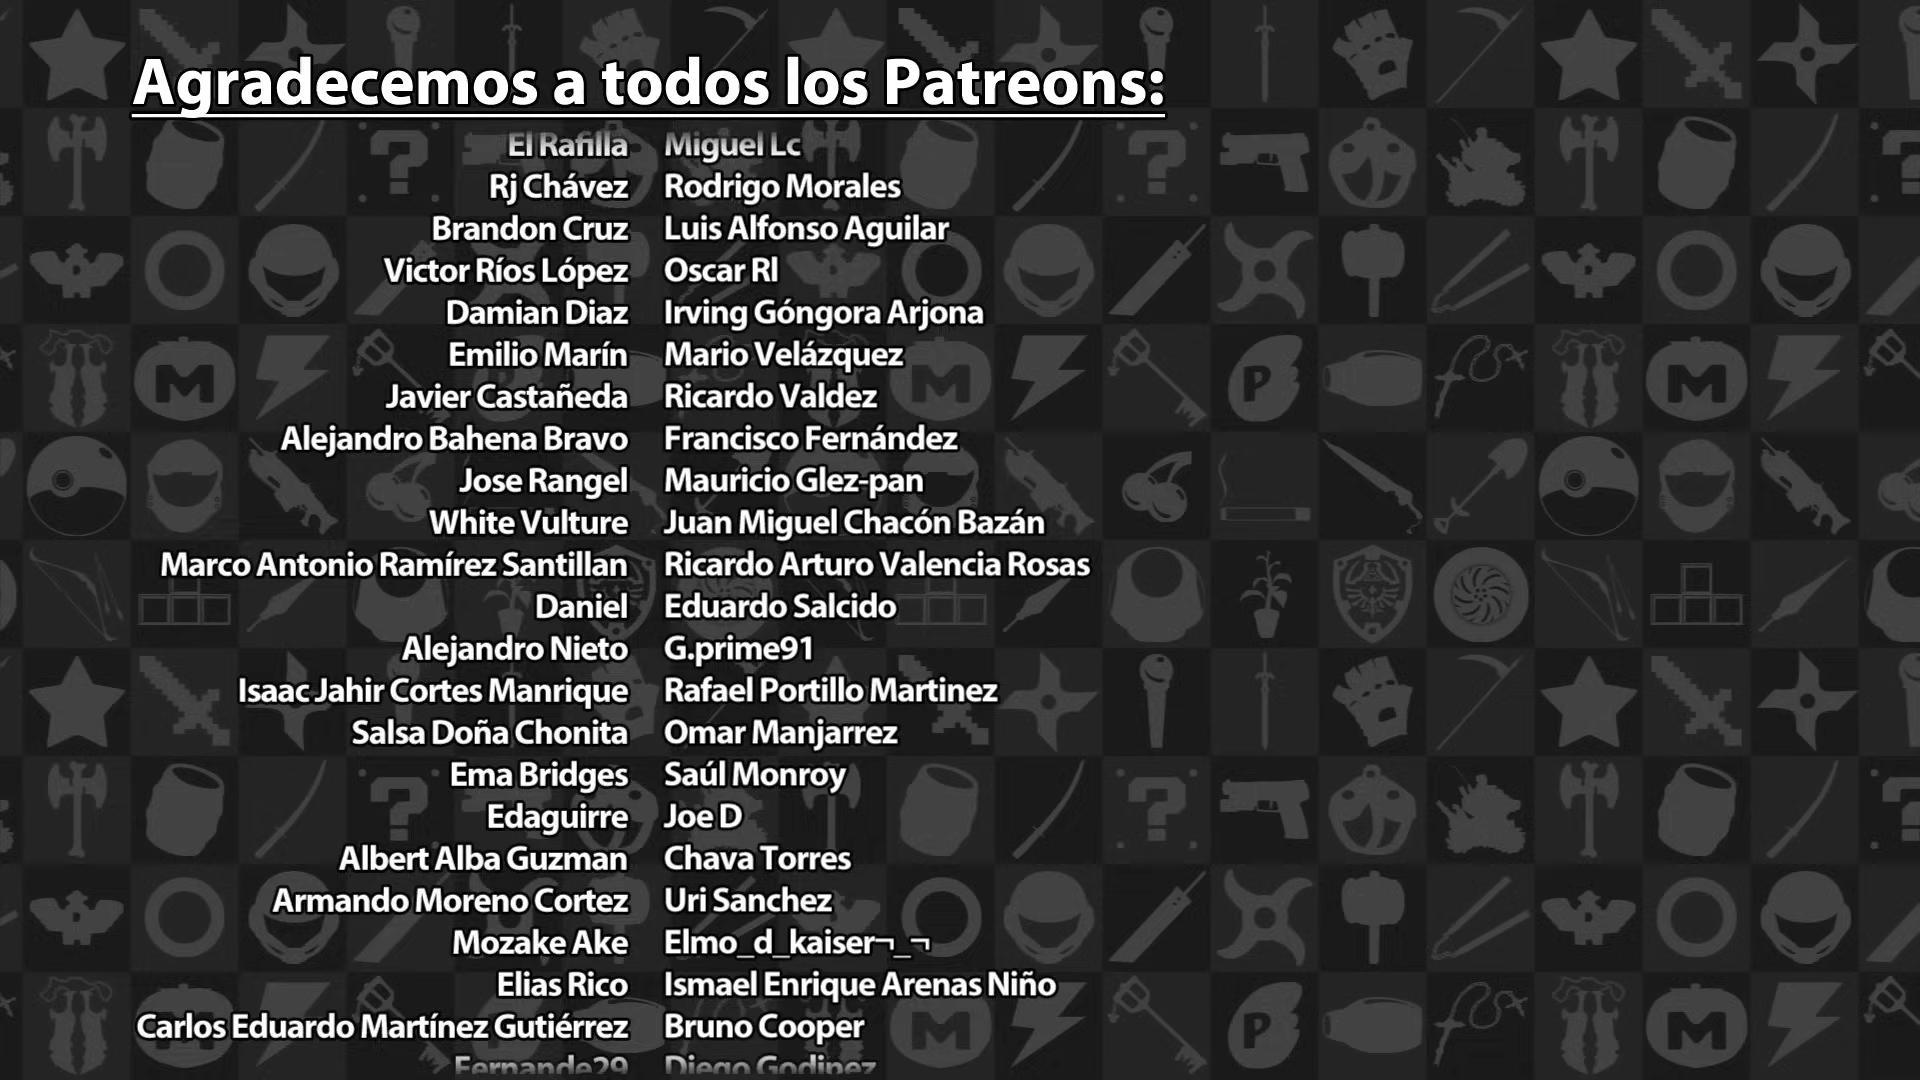 Agradecemos a todos los Patreons:
El Rafilla Miguel Lc
Rj Chávez Rodrigo Morales
Brandon Cruz Luis Alfonso Aguilar
Victor Ríos López Oscar Rl
Damian Diaz Irving Góngora Arjona
Emilio Marín Mario Velázquez
Javier Castañeda Ricardo Valdez
Alejandro Bahena Bravo Francisco Fernández
Jose Rangel Mauricio Glez-pan
White Vulture Juan Miguel Chacón Bazán
Marco Antonio Ramírez Santillan Ricardo Arturo Valencia Rosas
Daniel Eduardo Salcido
Alejandro Nieto G.prime91
Isaac Jahir Cortes Manrique Rafael Portillo Martinez
Salsa Doña Chonita Omar Manjarrez
Ema Bridges Saúl Monroy
Edaguirre Joe D
Albert Alba Guzman Chava Torres
Armando Moreno Cortez Uri Sanchez
Mozake Ake Elmo_d_kaiser¬_¬
Elias Rico Ismael Enrique Arenas Niño
Carlos Eduardo Martínez Gutiérrez Bruno Cooper
Fernande29 Diego Godinez